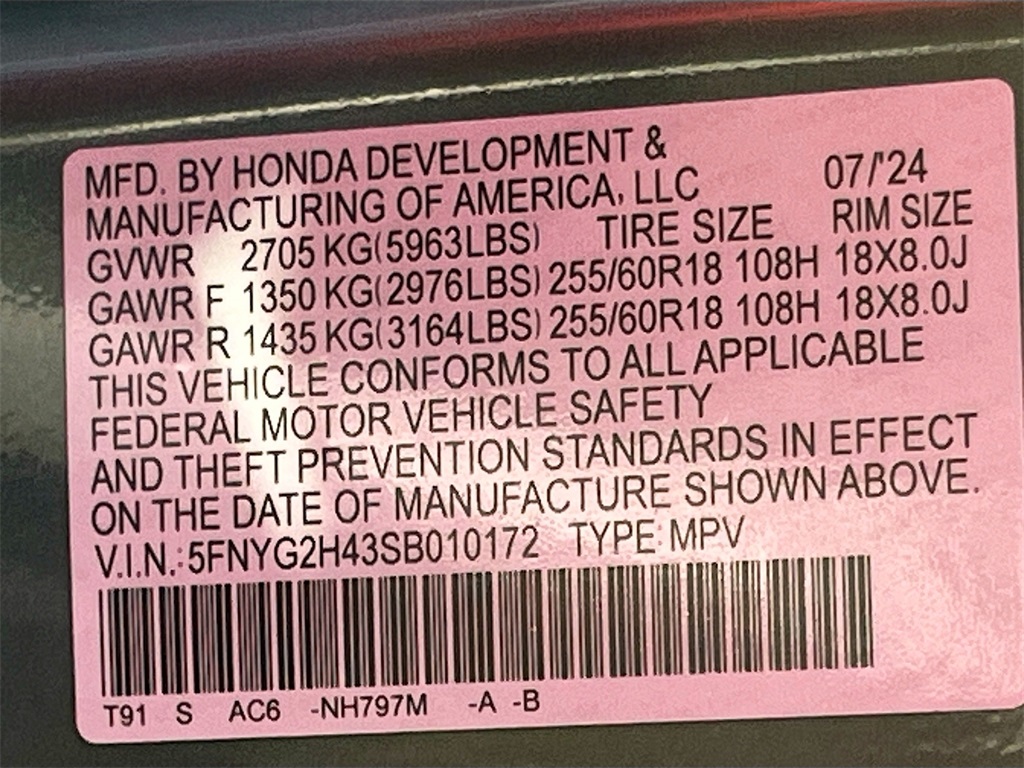 MFD. BY HONDA DEVELOPMENT &
MANUFACTURING OF AMERICA, LLC 07/'24
GVWR 2705 KG(5963LBS) TIRE SIZE RIM SIZE
GAWR F 1350 KG(2976LBS) 255/60R18 108H 18X8.0J
GAWR R 1435 KG(3164LBS) 255/60R18 108H 18X8.0J
THIS VEHICLE CONFORMS TO ALL APPLICABLE
FEDERAL MOTOR VEHICLE SAFETY
AND THEFT PREVENTION STANDARDS IN EFFECT
ON THE DATE OF MANUFACTURE SHOWN ABOVE.
V.I.N.: 5FNYG2H43SB010172 TYPE: MPV
T91 S AC6 -NH797M -A -B